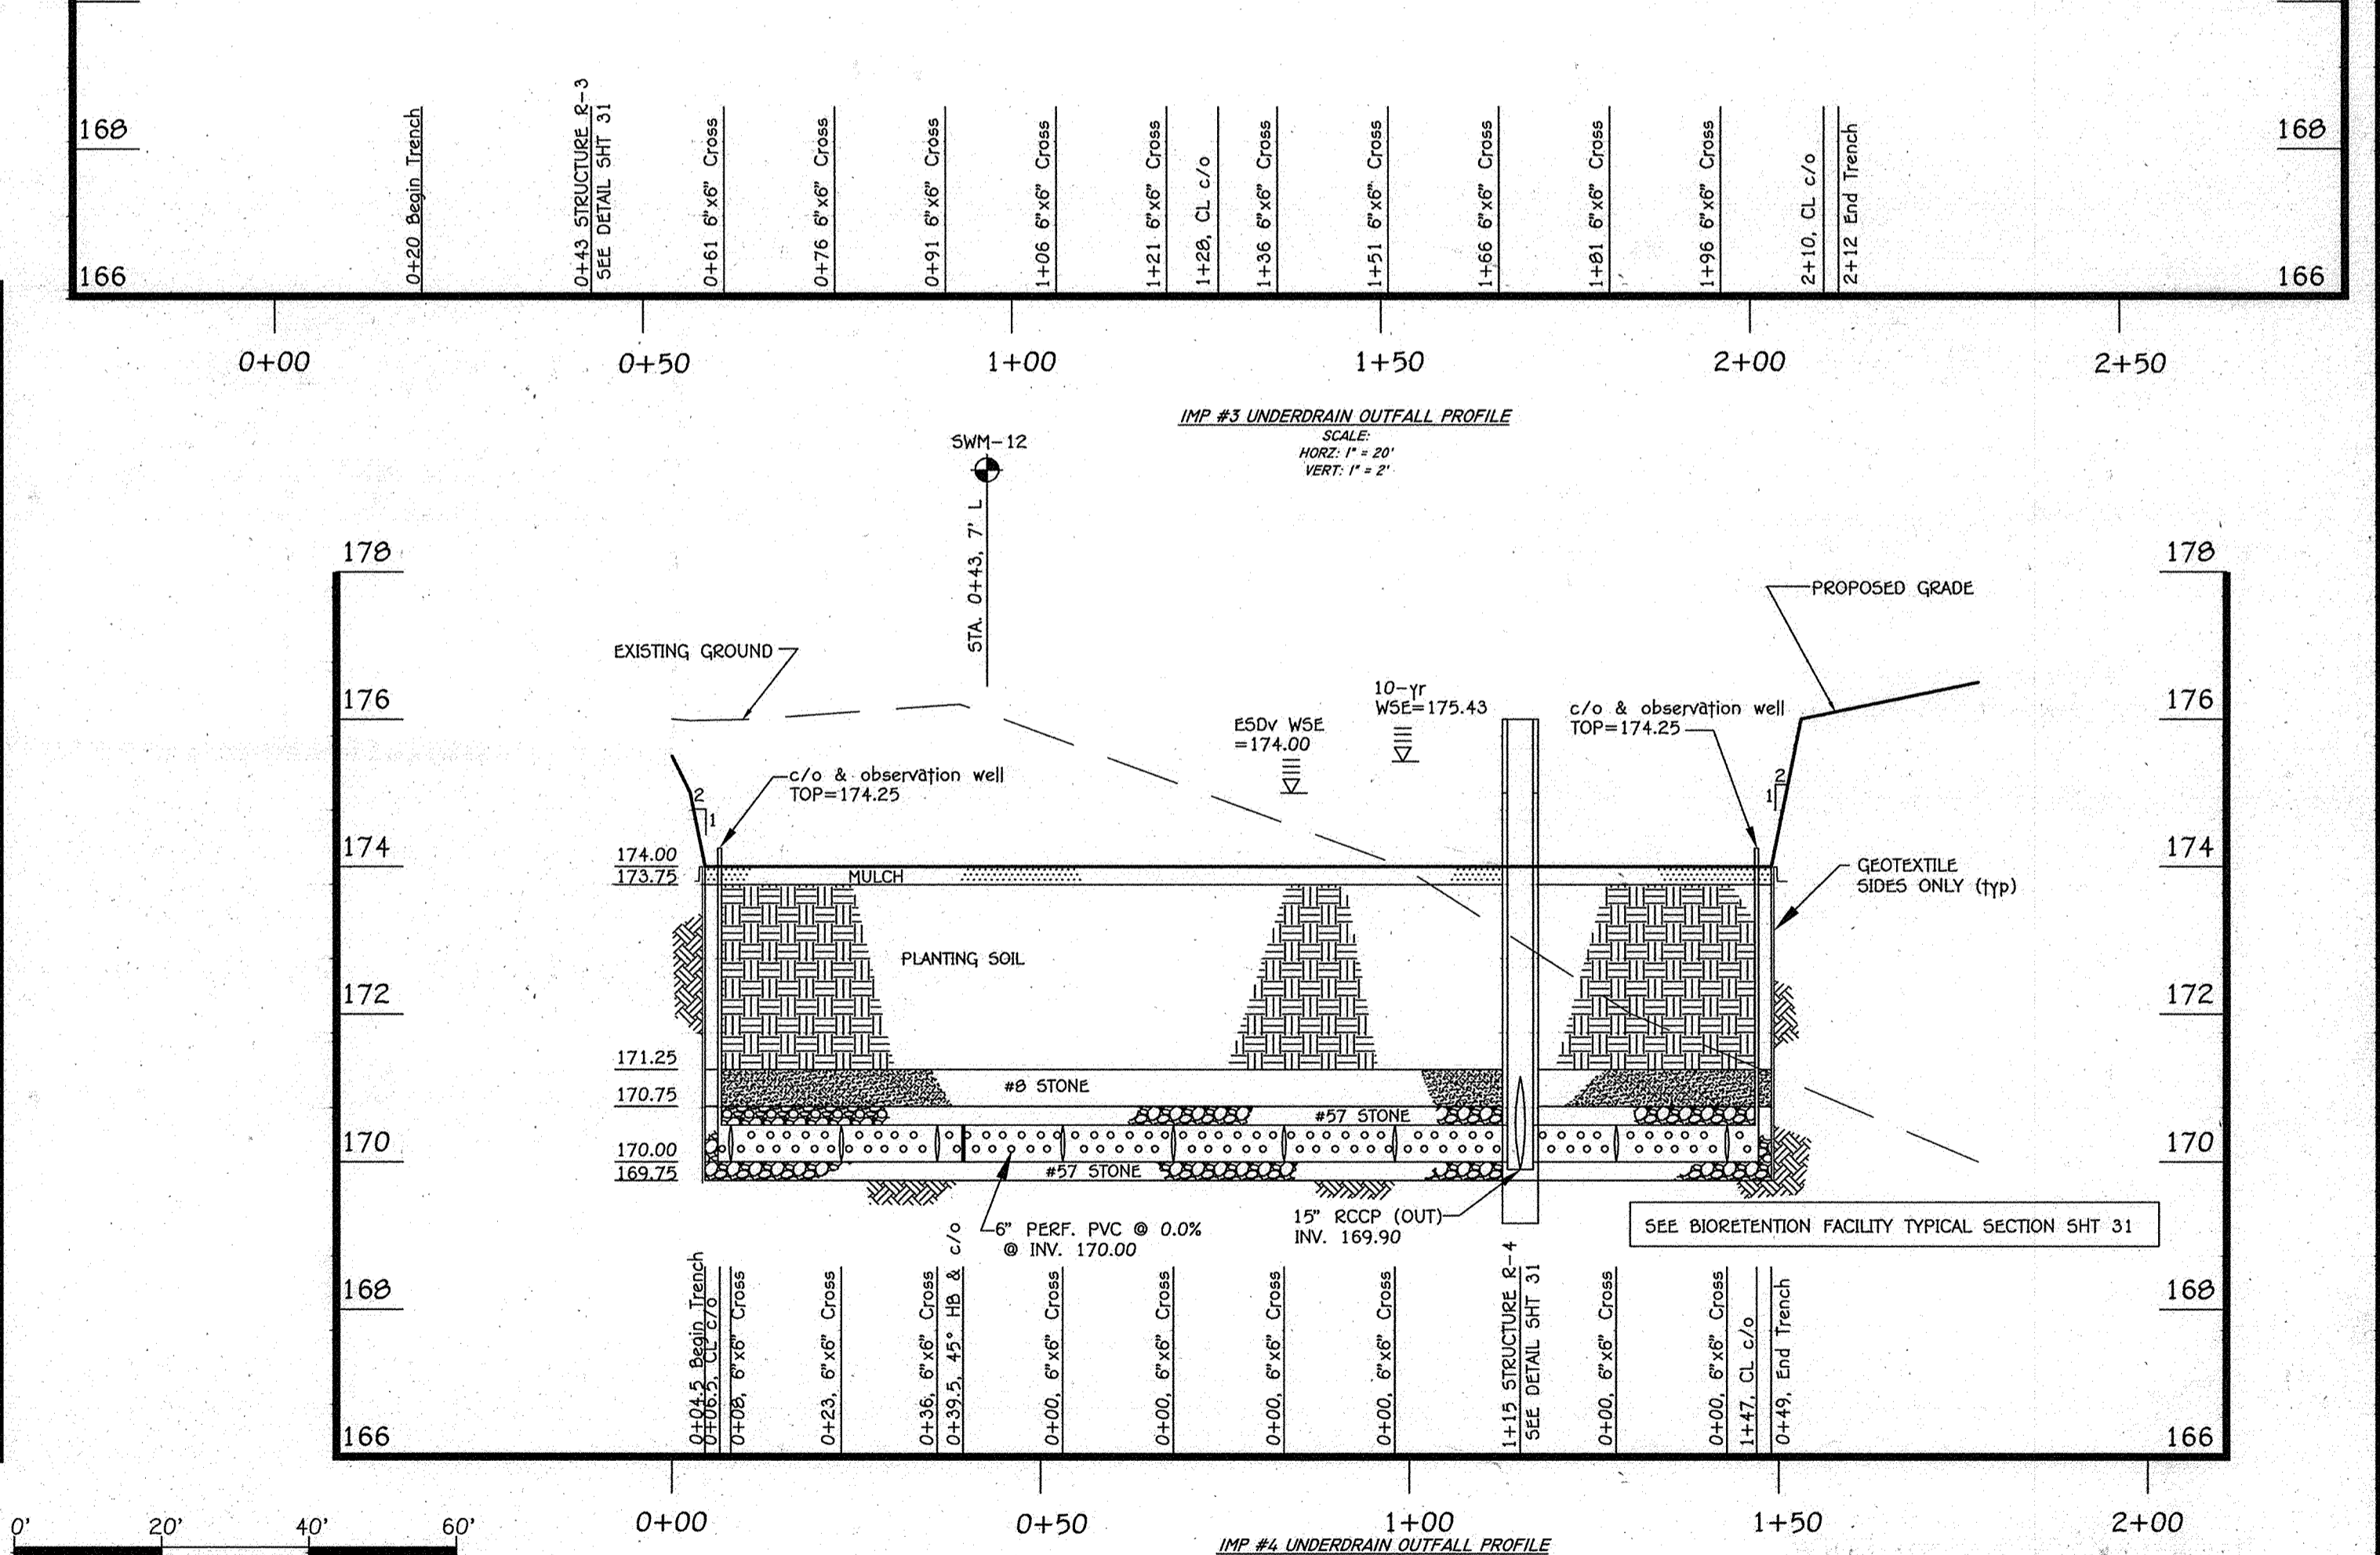 168
168
166
166
0+20 Begin Trench
0+43 STRUCTURE R-3
SEE DETAIL SHT 31
0+61 6"x6" Cross
0+76 6"x6" Cross
0+91 6"x6" Cross
1+06 6"x6" Cross
1+21 6"x6" Cross
1+28, CL c/o
1+36 6"x6" Cross
1+51 6"x6" Cross
1+66 6"x6" Cross
1+81 6"x6" Cross
1+96 6"x6" Cross
2+10, CL c/o
2+12 End Trench
0+00
0+50
1+00
1+50
2+00
2+50
IMP #3 UNDERDRAIN OUTFALL PROFILE
SCALE:
HORZ: 1" = 20'
VERT: 1" = 2'
SWM-12
STA. 0+43, 7' L
178
178
PROPOSED GRADE
EXISTING GROUND
176
176
10-yr
WSE=175.43
ESDv WSE
=174.00
c/o & observation well
TOP=174.25
c/o & observation well
TOP=174.25
2
1
2
1
174
174
174.00
173.75
MULCH
GEOTEXTILE
SIDES ONLY (typ)
PLANTING SOIL
172
172
171.25
170.75
#8 STONE
#57 STONE
170
170
170.00
169.75
#57 STONE
6" PERF. PVC @ 0.0%
@ INV. 170.00
15" RCCP (OUT)
INV. 169.90
SEE BIORETENTION FACILITY TYPICAL SECTION SHT 31
168
168
166
166
0+04.5 Begin Trench
0+06.5, CL c/o
0+08, 6"x6" Cross
0+23, 6"x6" Cross
0+36, 6"x6" Cross
0+39.5, 45° HB & c/o
0+00, 6"x6" Cross
0+00, 6"x6" Cross
0+00, 6"x6" Cross
0+00, 6"x6" Cross
1+15 STRUCTURE R-4
SEE DETAIL SHT 31
0+00, 6"x6" Cross
0+00, 6"x6" Cross
1+47, CL c/o
0+49, End Trench
0+00
0+50
1+00
1+50
2+00
IMP #4 UNDERDRAIN OUTFALL PROFILE
0'
20'
40'
60'